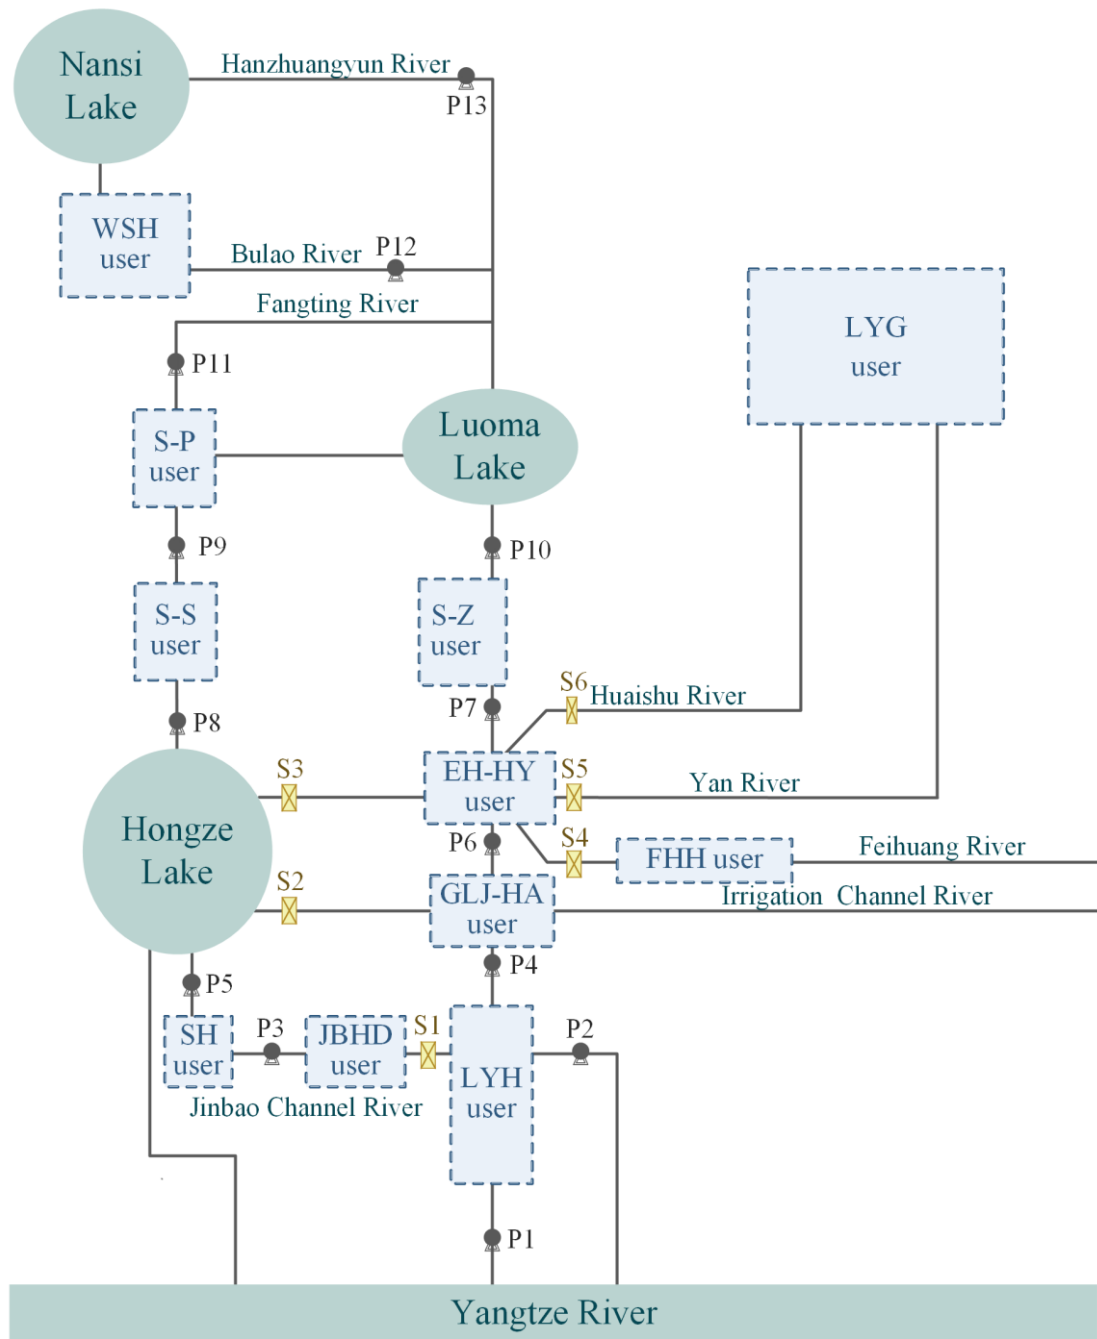 Nansi
Lake
Hanzhuangyun River
P13
WSH
user
Bulao River
P12
Fangting River
P11
LYG
user
S-P
user
Luoma
Lake
P9
P10
S-S
user
S-Z
user
S6
Huaishu River
P7
P8
S3
EH-HY
user
S5
Yan River
Hongze
Lake
P6
S4
FHH user
Feihuang River
S2
GLJ-HA
user
Irrigation Channel River
P4
P5
SH
user
P3
JBHD
user
S1
P2
LYH
user
Jinbao Channel River
P1
Yangtze River